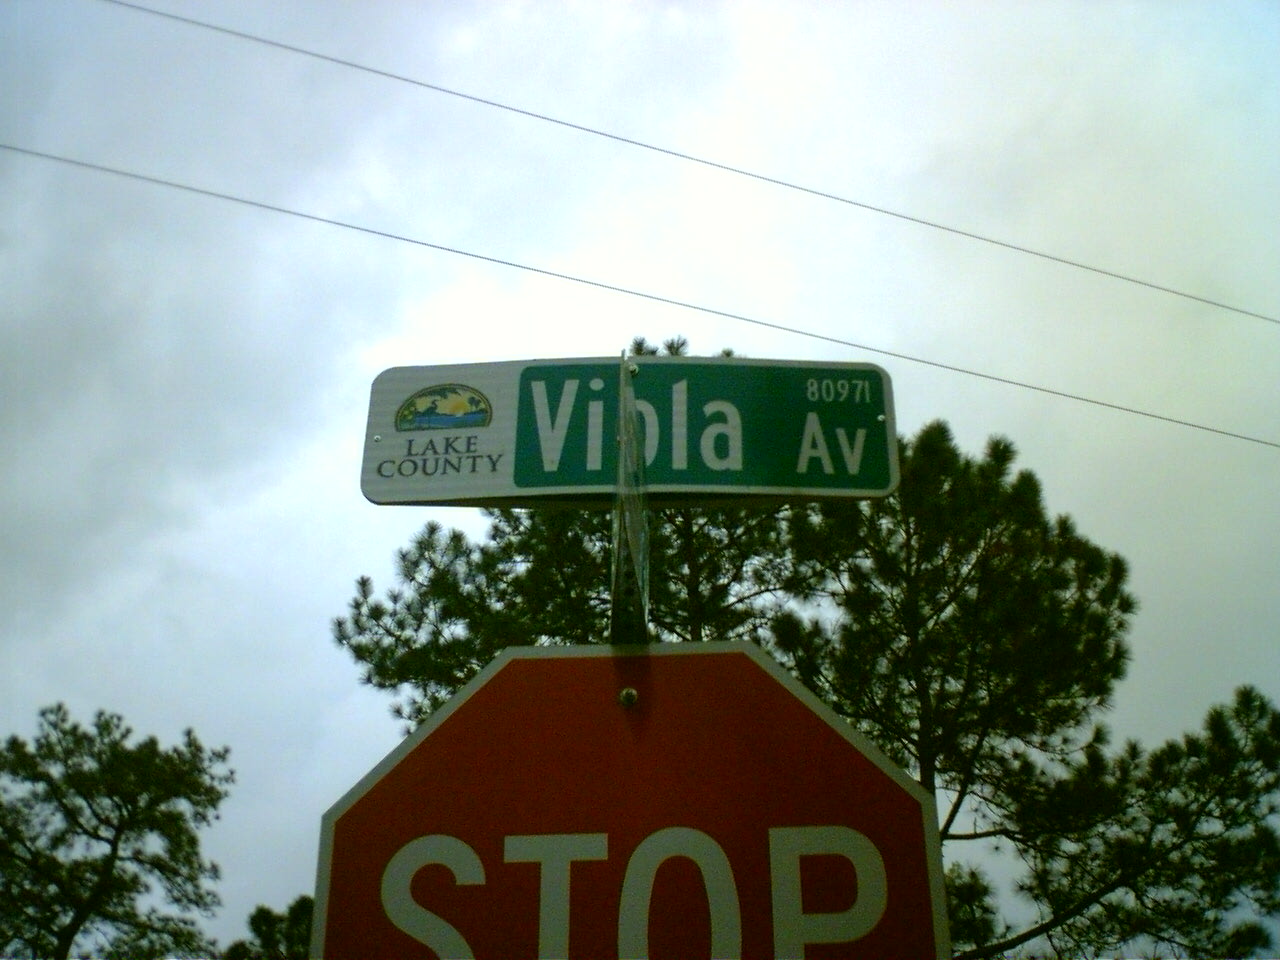 LAKE
COUNTY
Viola
80971
Av
STOP